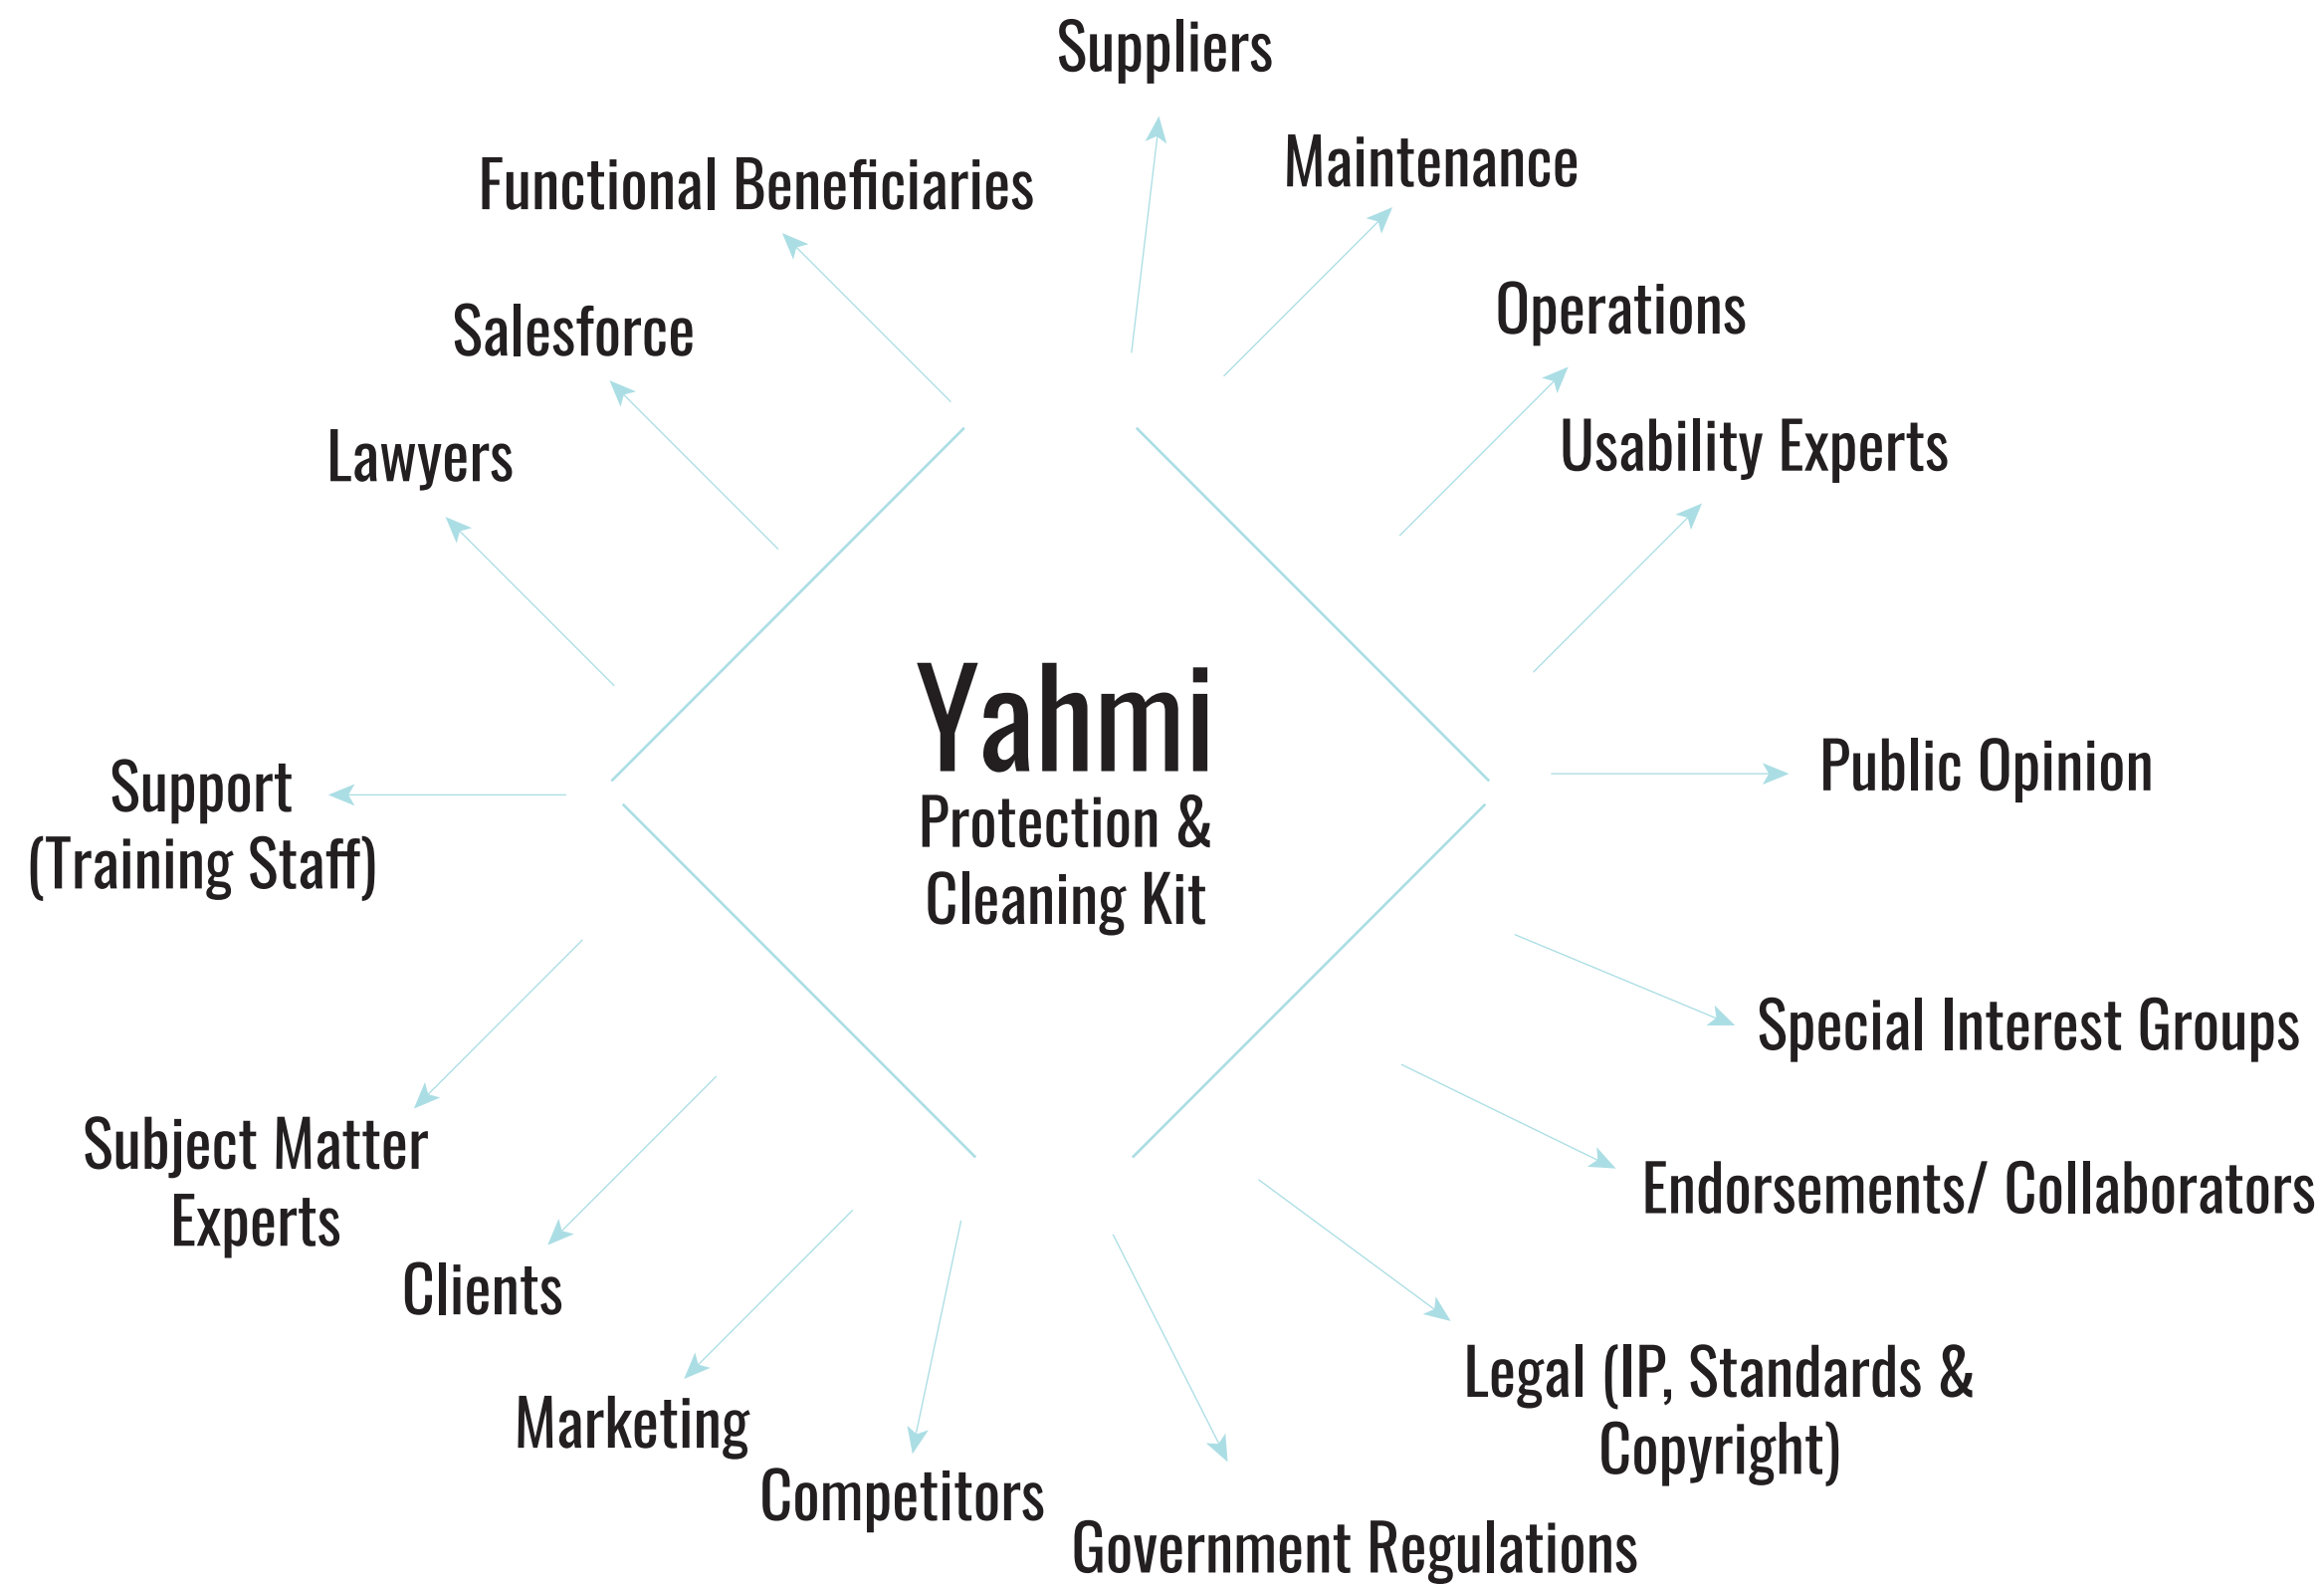 Suppliers
Maintenance
Functional Beneficiaries
Operations
Salesforce
Usability Experts
Lawyers
Yahmi
Protection &
Cleaning Kit
Public Opinion
Support
(Training Staff)
Special Interest Groups
Subject Matter
Experts
Endorsements/ Collaborators
Clients
Legal (IP, Standards &
Copyright)
Marketing
Competitors
Government Regulations